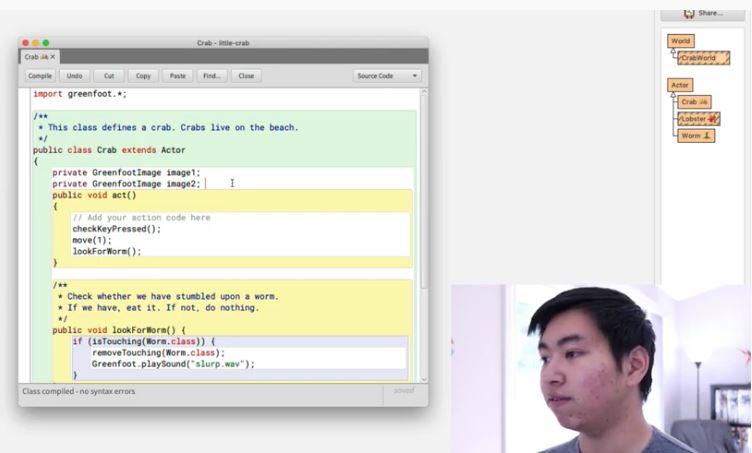 Share...
Crab - little-crab
World
Crab ×
CrabWorld
Compile Undo Cut Copy Paste Find... Close Source Code
Actor
Crab
Lobster
Worm
import greenfoot.*;
/**
* This class defines a crab. Crabs live on the beach.
*/
public class Crab extends Actor
{
private GreenfootImage image1;
private GreenfootImage image2;
public void act()
{
// Add your action code here
checkKeyPressed();
move(1);
lookForWorm();
}
/**
* Check whether we have stumbled upon a worm.
* If we have, eat it. If not, do nothing.
*/
public void lookForWorm() {
if (isTouching(Worm.class)) {
removeTouching(Worm.class);
Greenfoot.playSound("slurp.wav");
}
Class compiled - no syntax errors
saved